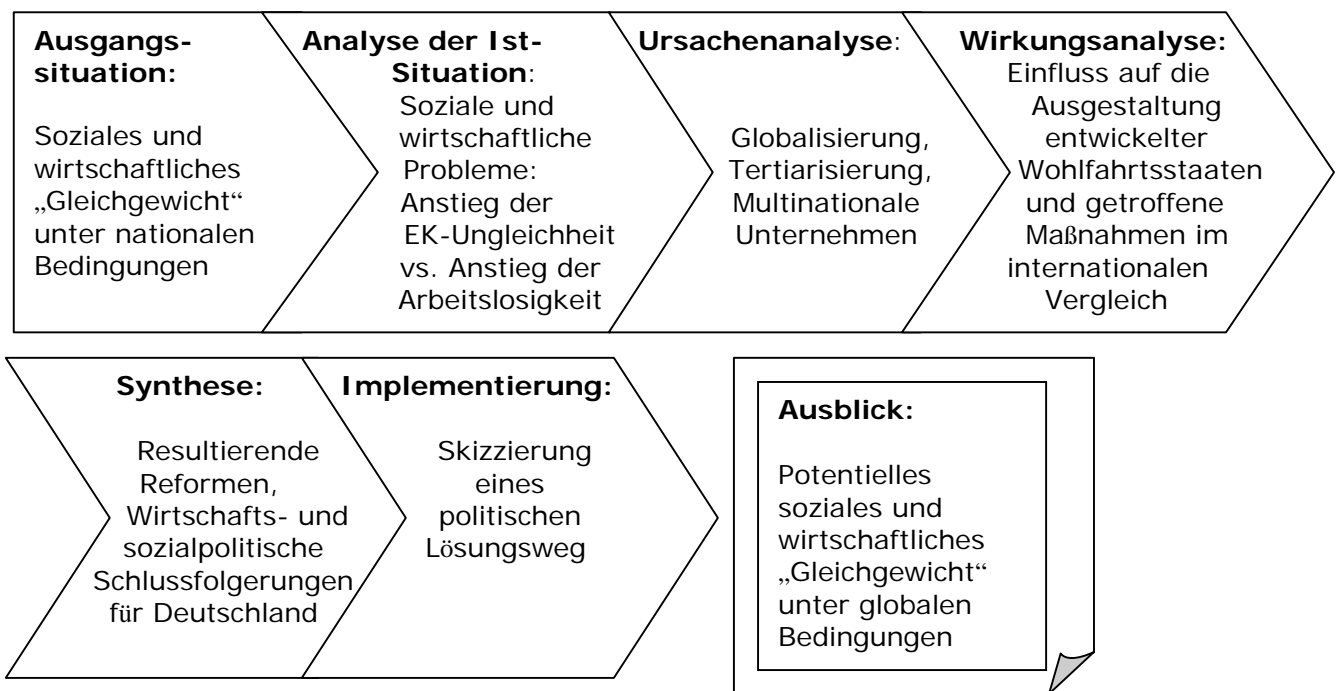 Ausgangs-
situation:
Soziales und
wirtschaftliches
„Gleichgewicht“
unter nationalen
Bedingungen
Analyse der Ist-
Situation:
Soziale und
wirtschaftliche
Probleme:
Anstieg der
EK-Ungleichheit
vs. Anstieg der
Arbeitslosigkeit
Ursachenanalyse:
Globalisierung,
Tertiarisierung,
Multinationale
Unternehmen
Wirkungsanalyse:
Einfluss auf die
Ausgestaltung
entwickelter
Wohlfahrtsstaaten
und getroffene
Maßnahmen im
internationalen
Vergleich
Synthese:
Resultierende
Reformen,
Wirtschafts- und
sozialpolitische
Schlussfolgerungen
für Deutschland
Implementierung:
Skizzierung
eines
politischen
Lösungsweg
Ausblick:
Potentielles
soziales und
wirtschaftliches
„Gleichgewicht“
unter globalen
Bedingungen